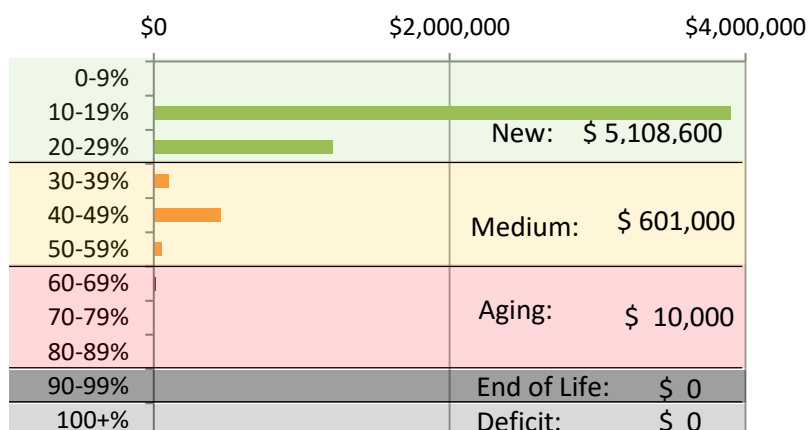 $0 $2,000,000 $4,000,000
0-9%
10-19%
New: $ 5,108,600
20-29%
30-39%
40-49%
Medium: $ 601,000
50-59%
60-69%
Aging: $ 10,000
70-79%
80-89%
90-99% End of Life: $ 0
100+% Deficit: $ 0